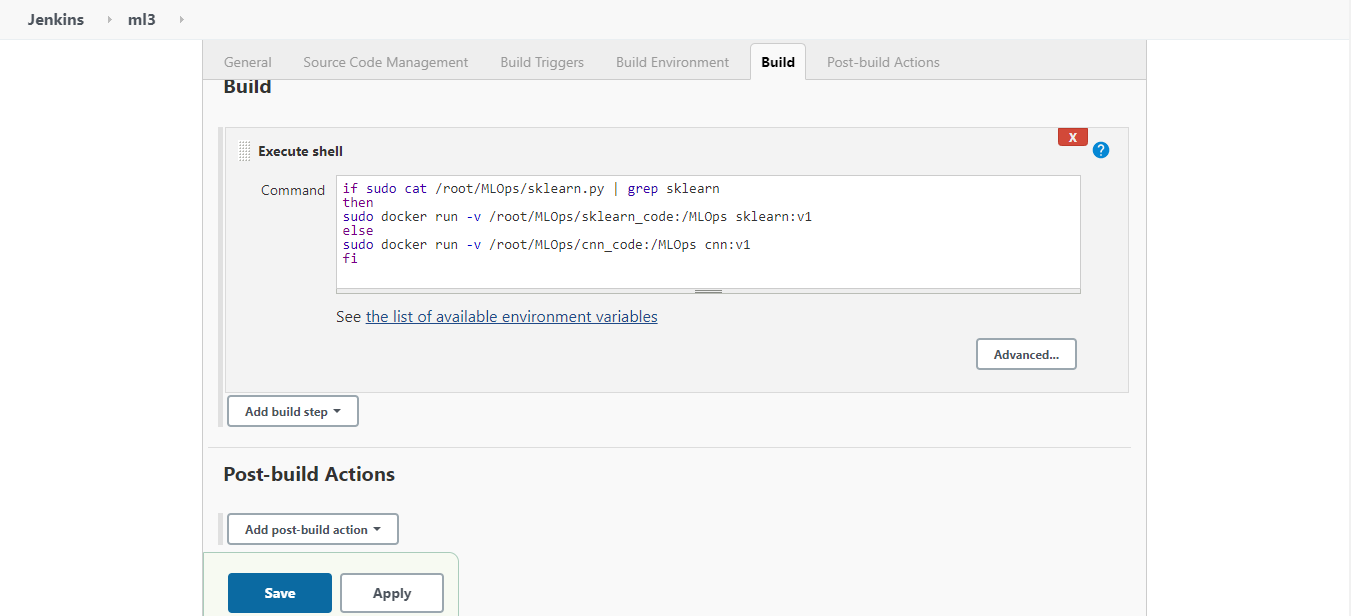 Jenkins ml3
General Source Code Management Build Triggers Build Environment Build Post-build Actions
Build
X
Execute shell ?
Command
if sudo cat /root/MLOps/sklearn.py | grep sklearn
then
sudo docker run -v /root/MLOps/sklearn_code:/MLOps sklearn:v1
else
sudo docker run -v /root/MLOps/cnn_code:/MLOps cnn:v1
fi
See the list of available environment variables
Advanced...
Add build step
Post-build Actions
Add post-build action
Save Apply